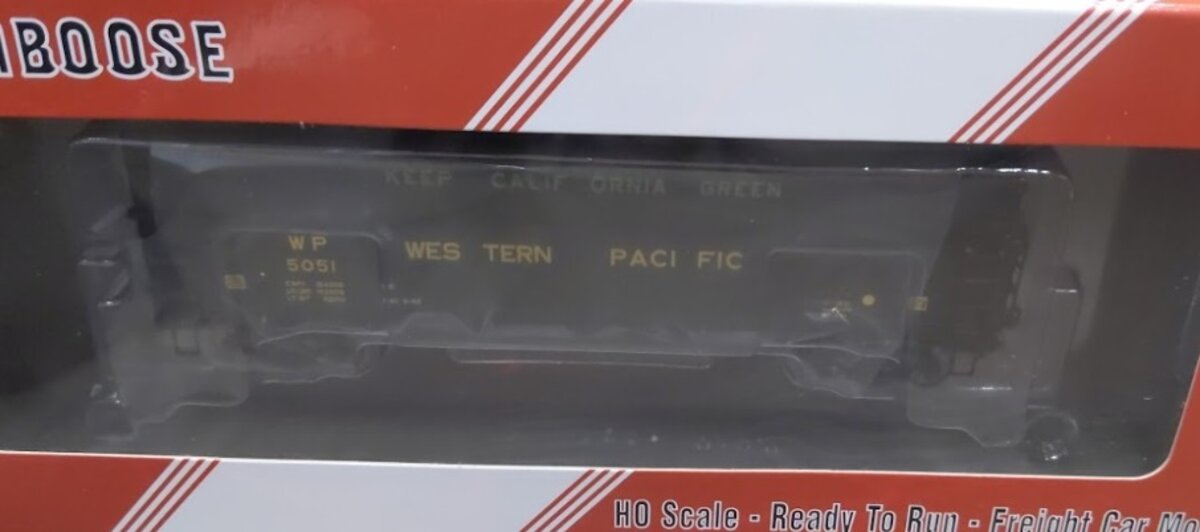 BOOSE
KEEP CALIF ORNIA GREEN
WP
5051
WES TERN PACI FIC
HO Scale - Ready To Run - Freight Car Mo